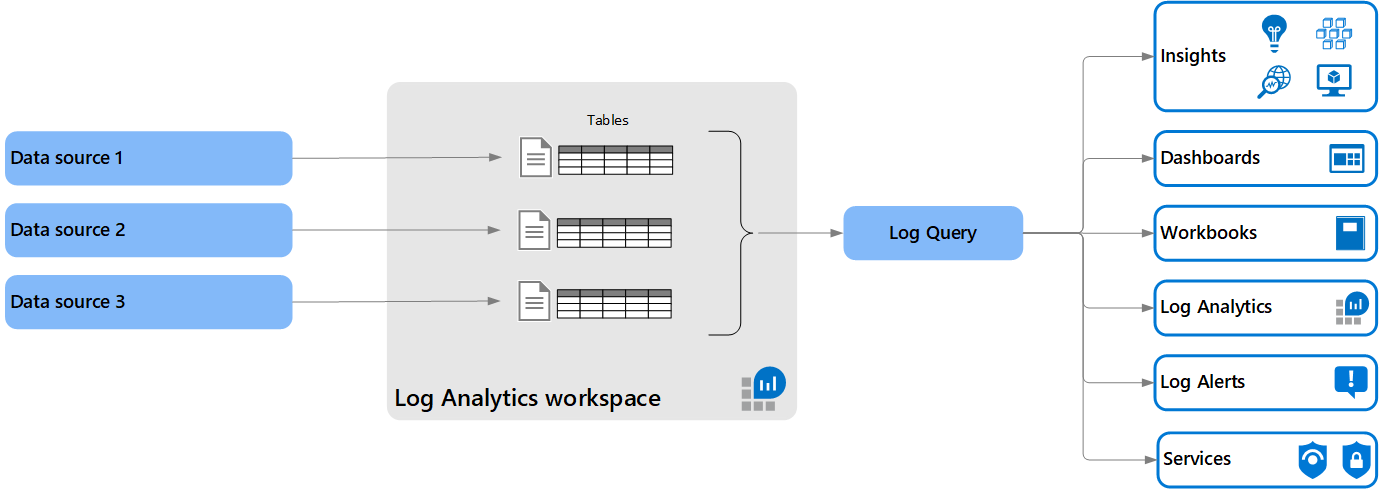 Data source 1
Data source 2
Data source 3
Tables
Log Analytics workspace
Log Query
Insights
Dashboards
Workbooks
Log Analytics
Log Alerts
Services